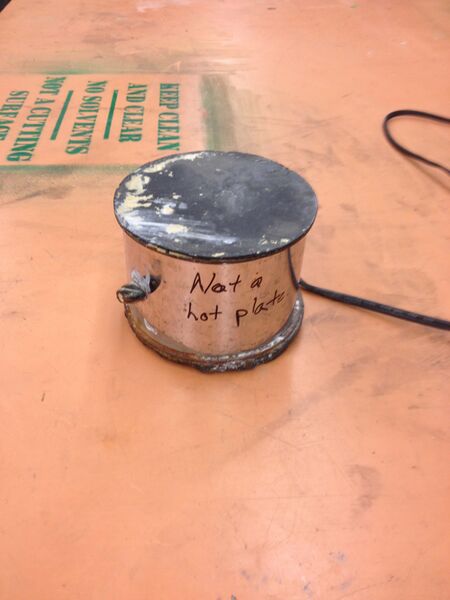 KEEP CLEAN
AND CLEAR
NO SOLVENTS
NOT A CUTTING
SURFACE
Not a
hot plate